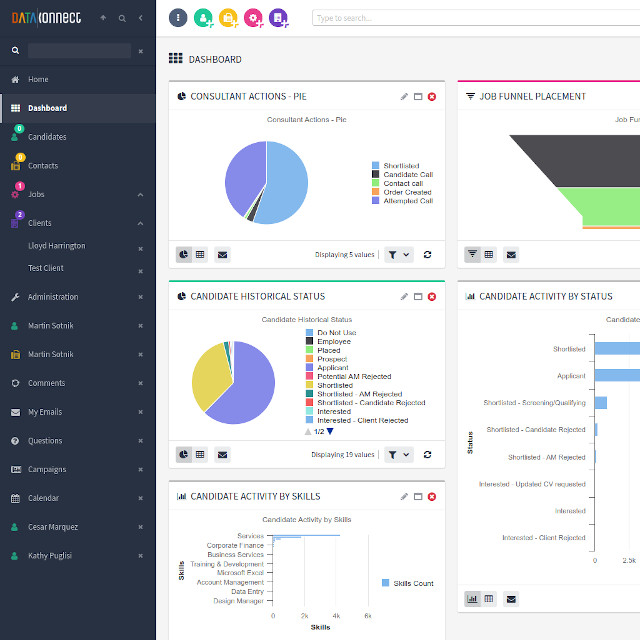 DATA CONNECT
Type to search...
Home
Dashboard
0
Candidates
0
Contacts
1
Jobs
2
Clients
Lloyd Harrington
Test Client
Administration
Martin Sotnik
Martin Sotnik
Comments
My Emails
Questions
Campaigns
Calendar
Cesar Marquez
Kathy Puglisi
DASHBOARD
CONSULTANT ACTIONS - PIE
Consultant Actions - Pie
Shortlisted
Candidate Call
Contact call
Order Created
Attempted Call
Displaying 5 values
CANDIDATE HISTORICAL STATUS
Candidate Historical Status
Do Not Use
Employee
Placed
Prospect
Applicant
Potential AM Rejected
Shortlisted
Shortlisted - AM Rejected
Shortlisted - Candidate Rejected
Interested
Interested - Client Rejected
1/2
Displaying 19 values
CANDIDATE ACTIVITY BY SKILLS
Candidate Activity by Skills
Skills
Services
Corporate Finance
Business Services
Training & Development
Microsoft Excel
Account Management
Data Entry
Design Manager
0 2k 4k 6k
Skills
Skills Count
JOB FUNNEL PLACEMENT
Job Fu
CANDIDATE ACTIVITY BY STATUS
Candidate
Status
Shortlisted
Applicant
Shortlisted - Screening/Qualifying
Shortlisted - Candidate Rejected
Shortlisted - AM Rejected
Interested - Updated CV requested
Interested
Interested - Client Rejected
0 2.5k